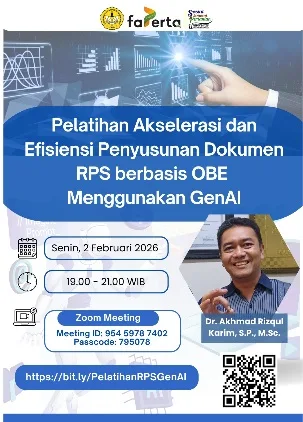 faperta
Pelatihan Akselerasi dan
Efisiensi Penyusunan Dokumen
RPS berbasis OBE
Menggunakan GenAI
Senin, 2 Februari 2026
19.00 - 21.00 WIB
Zoom Meeting
Meeting ID: 954 5978 7402
Passcode: 795078
Dr. Akhmad Rizqul
Karim, S.P., M.Sc.
https://bit.ly/PelatihanRPSGenAI